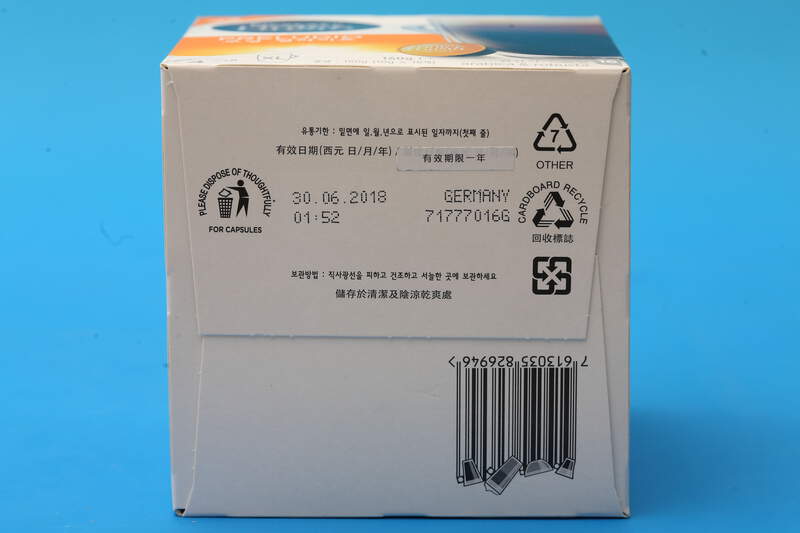 유통기한 : 밑면에 일,월,년으로 표시된 일자까지(첫째 줄)
有效日期(西元 日/月/年) /
有效期限一年
7
OTHER
PLEASE DISPOSE OF THOUGHTFULLY
FOR CAPSULES
30.06.2018
01:52
GERMANY
71777016G
CARDBOARD RECYCLE
回收標誌
보관방법 : 직사광선을 피하고 건조하고 서늘한 곳에 보관하세요
儲存於清潔及陰涼乾爽處
7 613035 826946 >